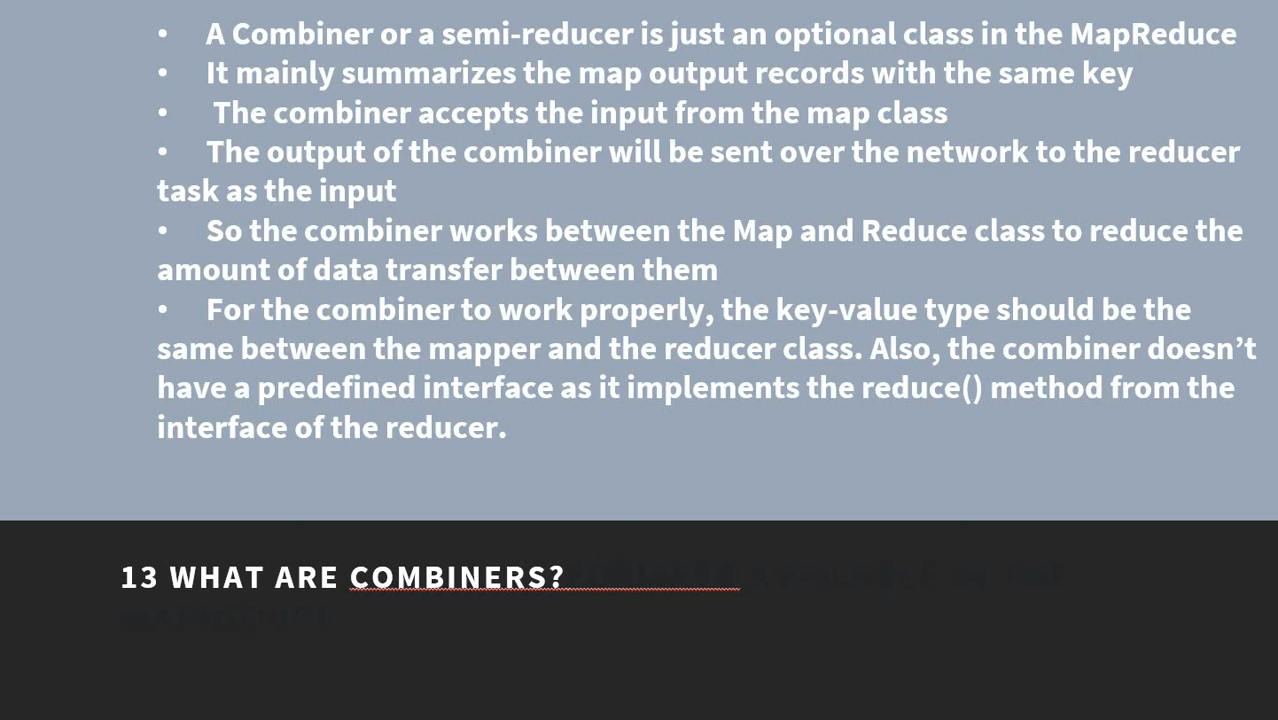 • A Combiner or a semi-reducer is just an optional class in the MapReduce
• It mainly summarizes the map output records with the same key
• The combiner accepts the input from the map class
• The output of the combiner will be sent over the network to the reducer
task as the input
• So the combiner works between the Map and Reduce class to reduce the
amount of data transfer between them
• For the combiner to work properly, the key-value type should be the
same between the mapper and the reducer class. Also, the combiner doesn’t
have a predefined interface as it implements the reduce() method from the
interface of the reducer.
13 WHAT ARE COMBINERS?